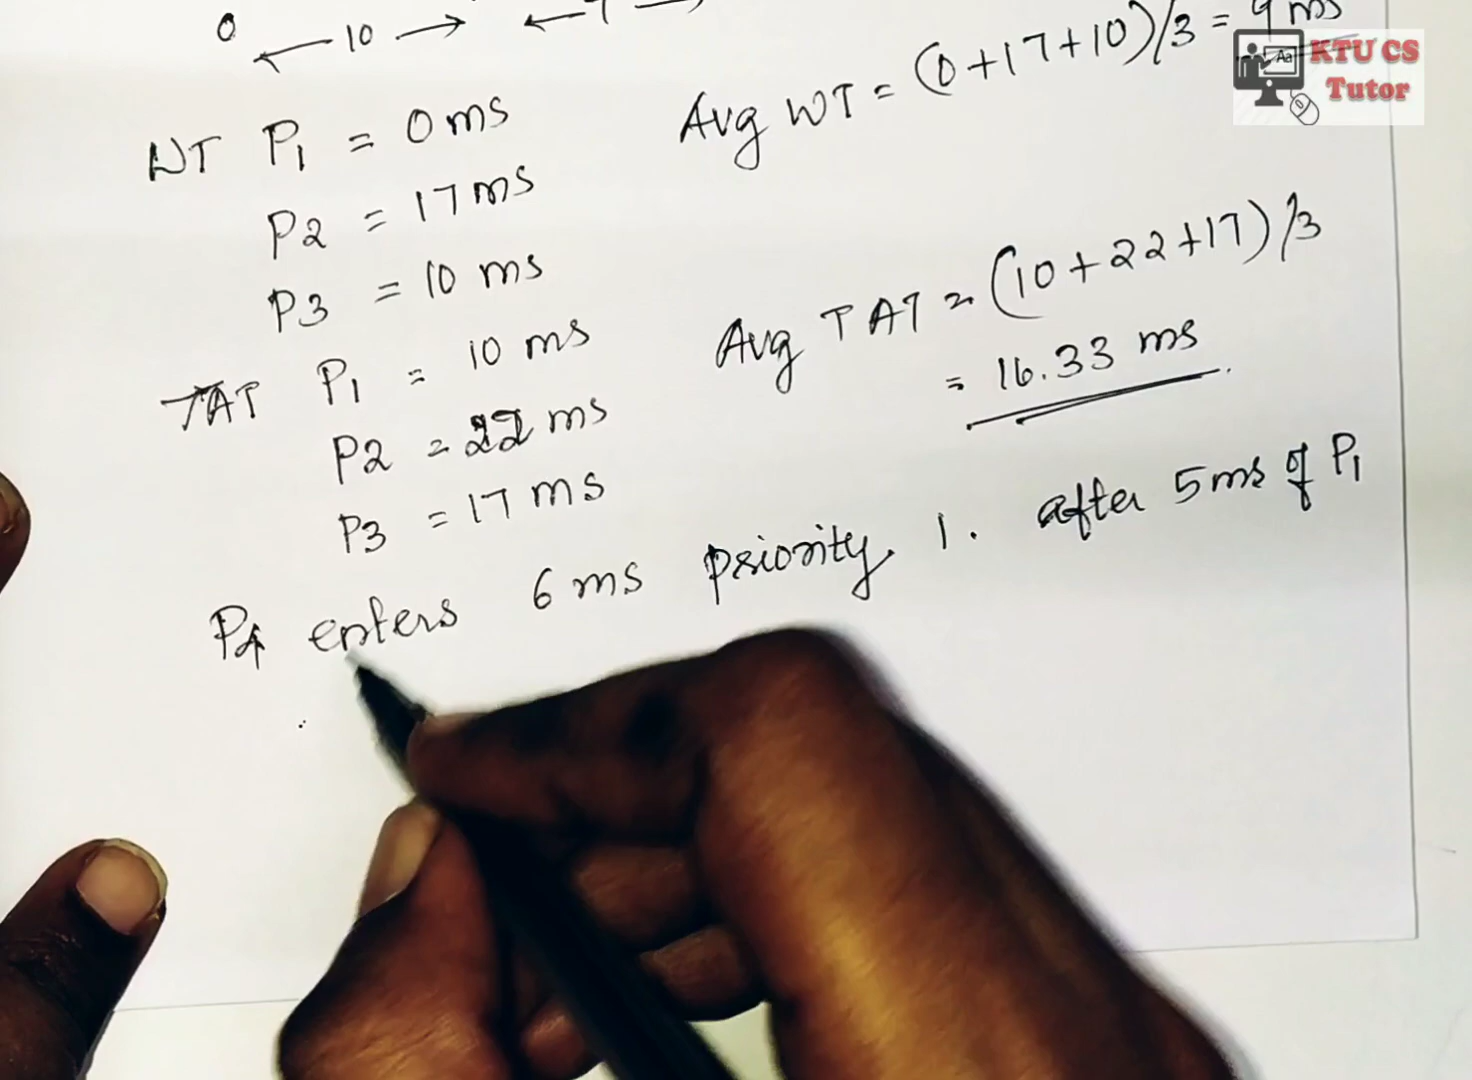 0
← 10 →
WT P1 = 0 ms
P2 = 17 ms
P3 = 10 ms
TAT P1 = 10 ms
P2 = 22 ms
P3 = 17 ms
Avg WT = (0+17+10)/3 = 9 ms
Avg TAT = (10+22+17)/3
= 16.33 ms
P4 enters 6 ms priority 1. after 5 ms of P1
KTU CS
Tutor
Aa